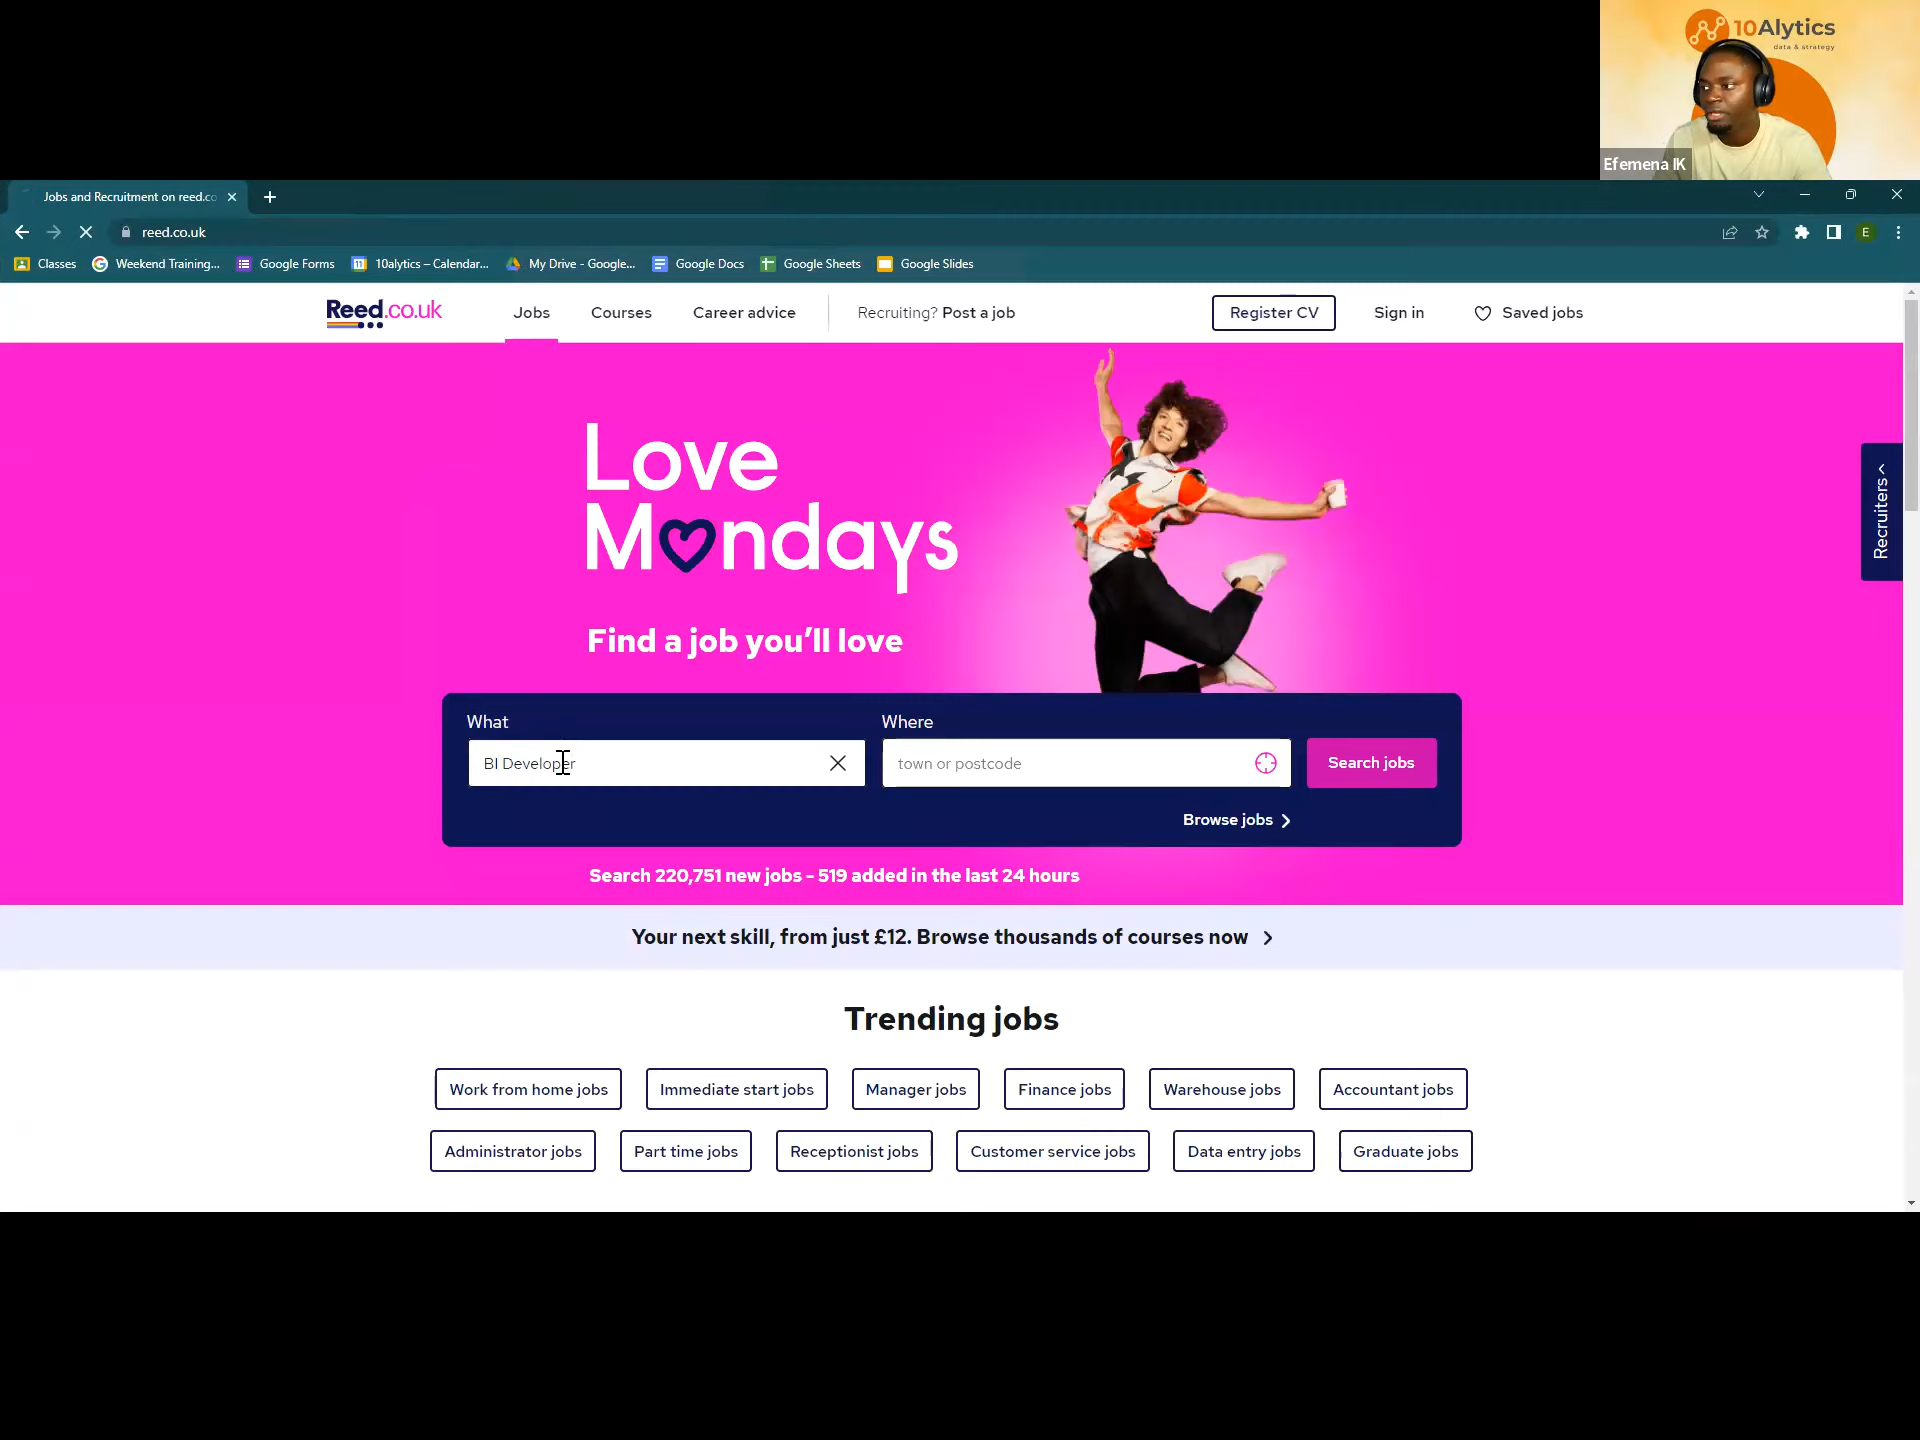 10Alytics
data & strategy
Efemena IK
Jobs and Recruitment on reed.co
reed.co.uk
E
Classes
Weekend Training...
Google Forms
10alytics – Calendar...
My Drive - Google...
Google Docs
Google Sheets
Google Slides
Reed.co.uk
Jobs
Courses
Career advice
Recruiting? Post a job
Register CV
Sign in
Saved jobs
Love
Mondays
Find a job you'll love
Recruiters
What
Where
BI Developer
town or postcode
Search jobs
Browse jobs
Search 220,751 new jobs - 519 added in the last 24 hours
Your next skill, from just £12. Browse thousands of courses now
Trending jobs
Work from home jobs
Immediate start jobs
Manager jobs
Finance jobs
Warehouse jobs
Accountant jobs
Administrator jobs
Part time jobs
Receptionist jobs
Customer service jobs
Data entry jobs
Graduate jobs